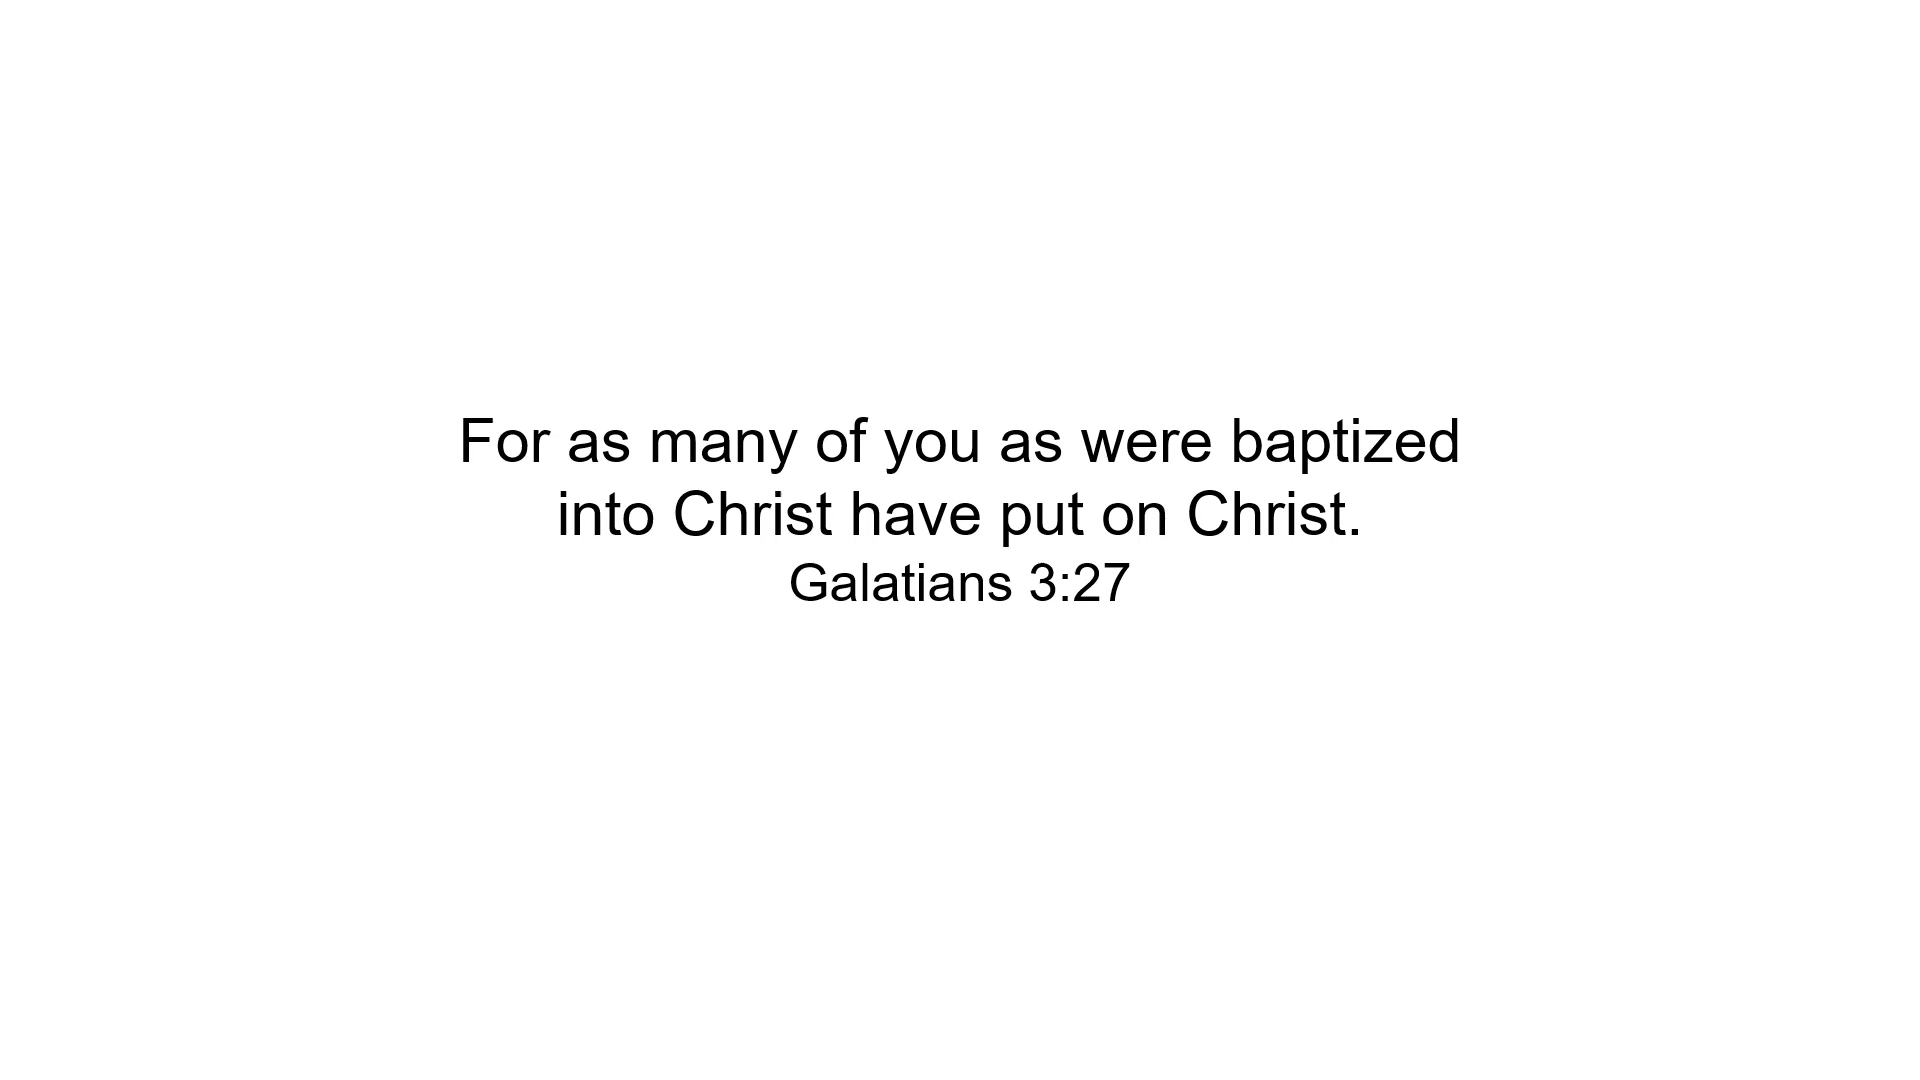 For as many of you as were baptized
into Christ have put on Christ.
Galatians 3:27